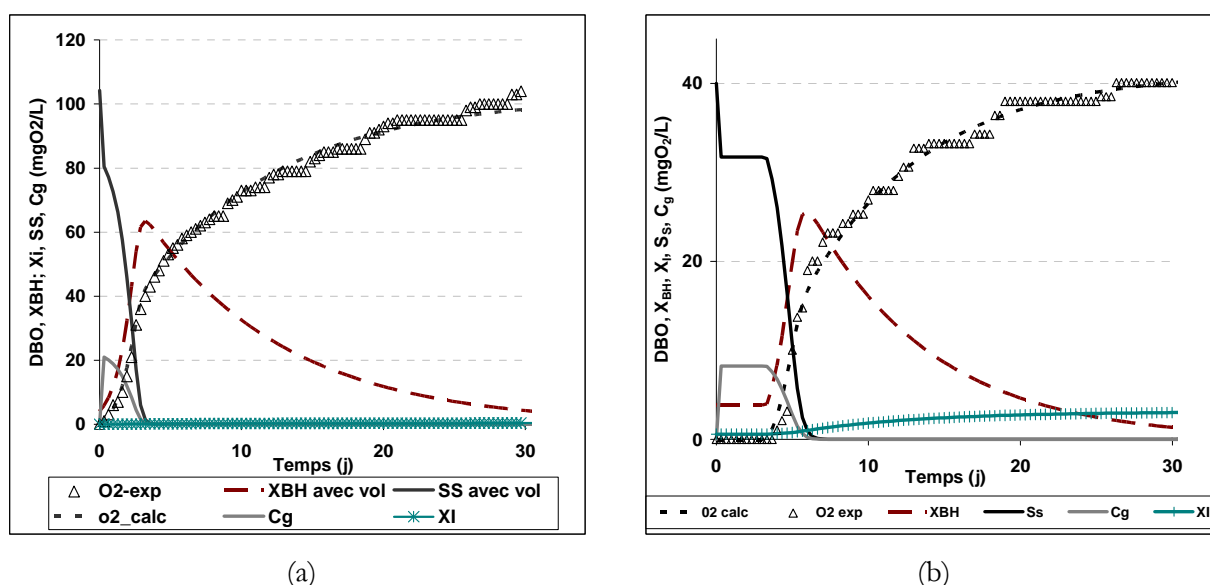 120
100
80
60
40
20
0
DBO, XBH; Xi, SS, Cg (mgO2/L)
0
10
20
30
Temps (j)
O2-exp
XBH avec vol
SS avec vol
o2_calc
Cg
XI
(a)
40
20
0
DBO, XBH, XI, SS, Cg (mgO2/L)
0
10
20
30
Temps (j)
02 calc
O2 exp
XBH
Ss
Cg
XI
(b)